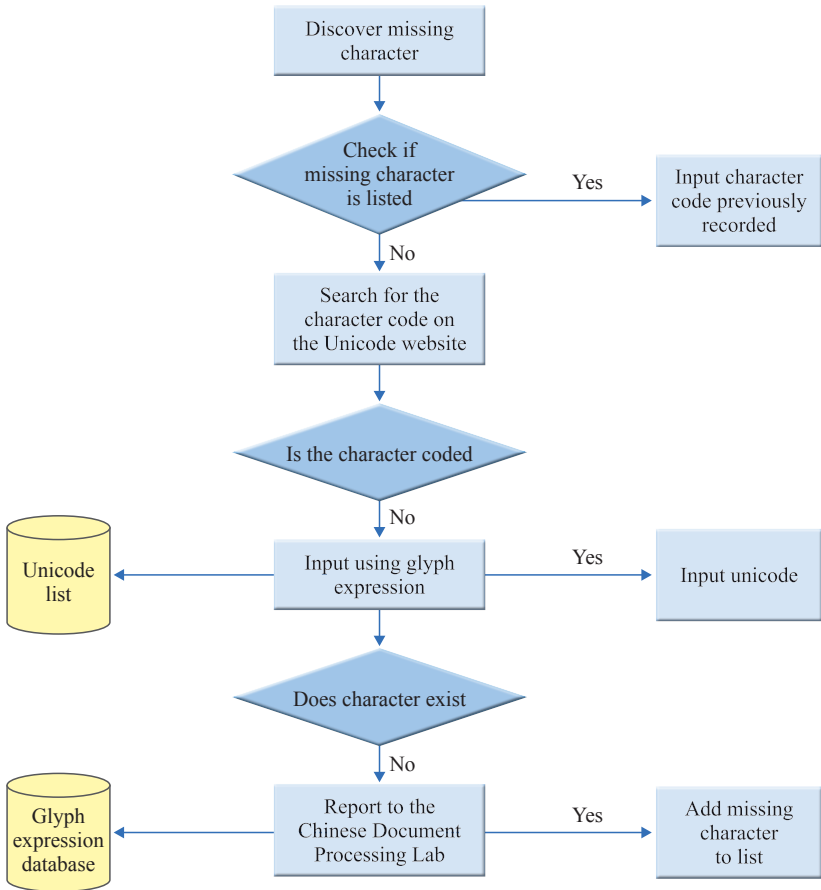 Discover missing
character
Check if
missing character
is listed
Yes
Input character
code previously
recorded
No
Search for the
character code on
the Unicode website
Is the character coded
No
Unicode
list
Input using glyph
expression
Yes
Input unicode
Does character exist
No
Glyph
expression
database
Report to the
Chinese Document
Processing Lab
Yes
Add missing
character
to list